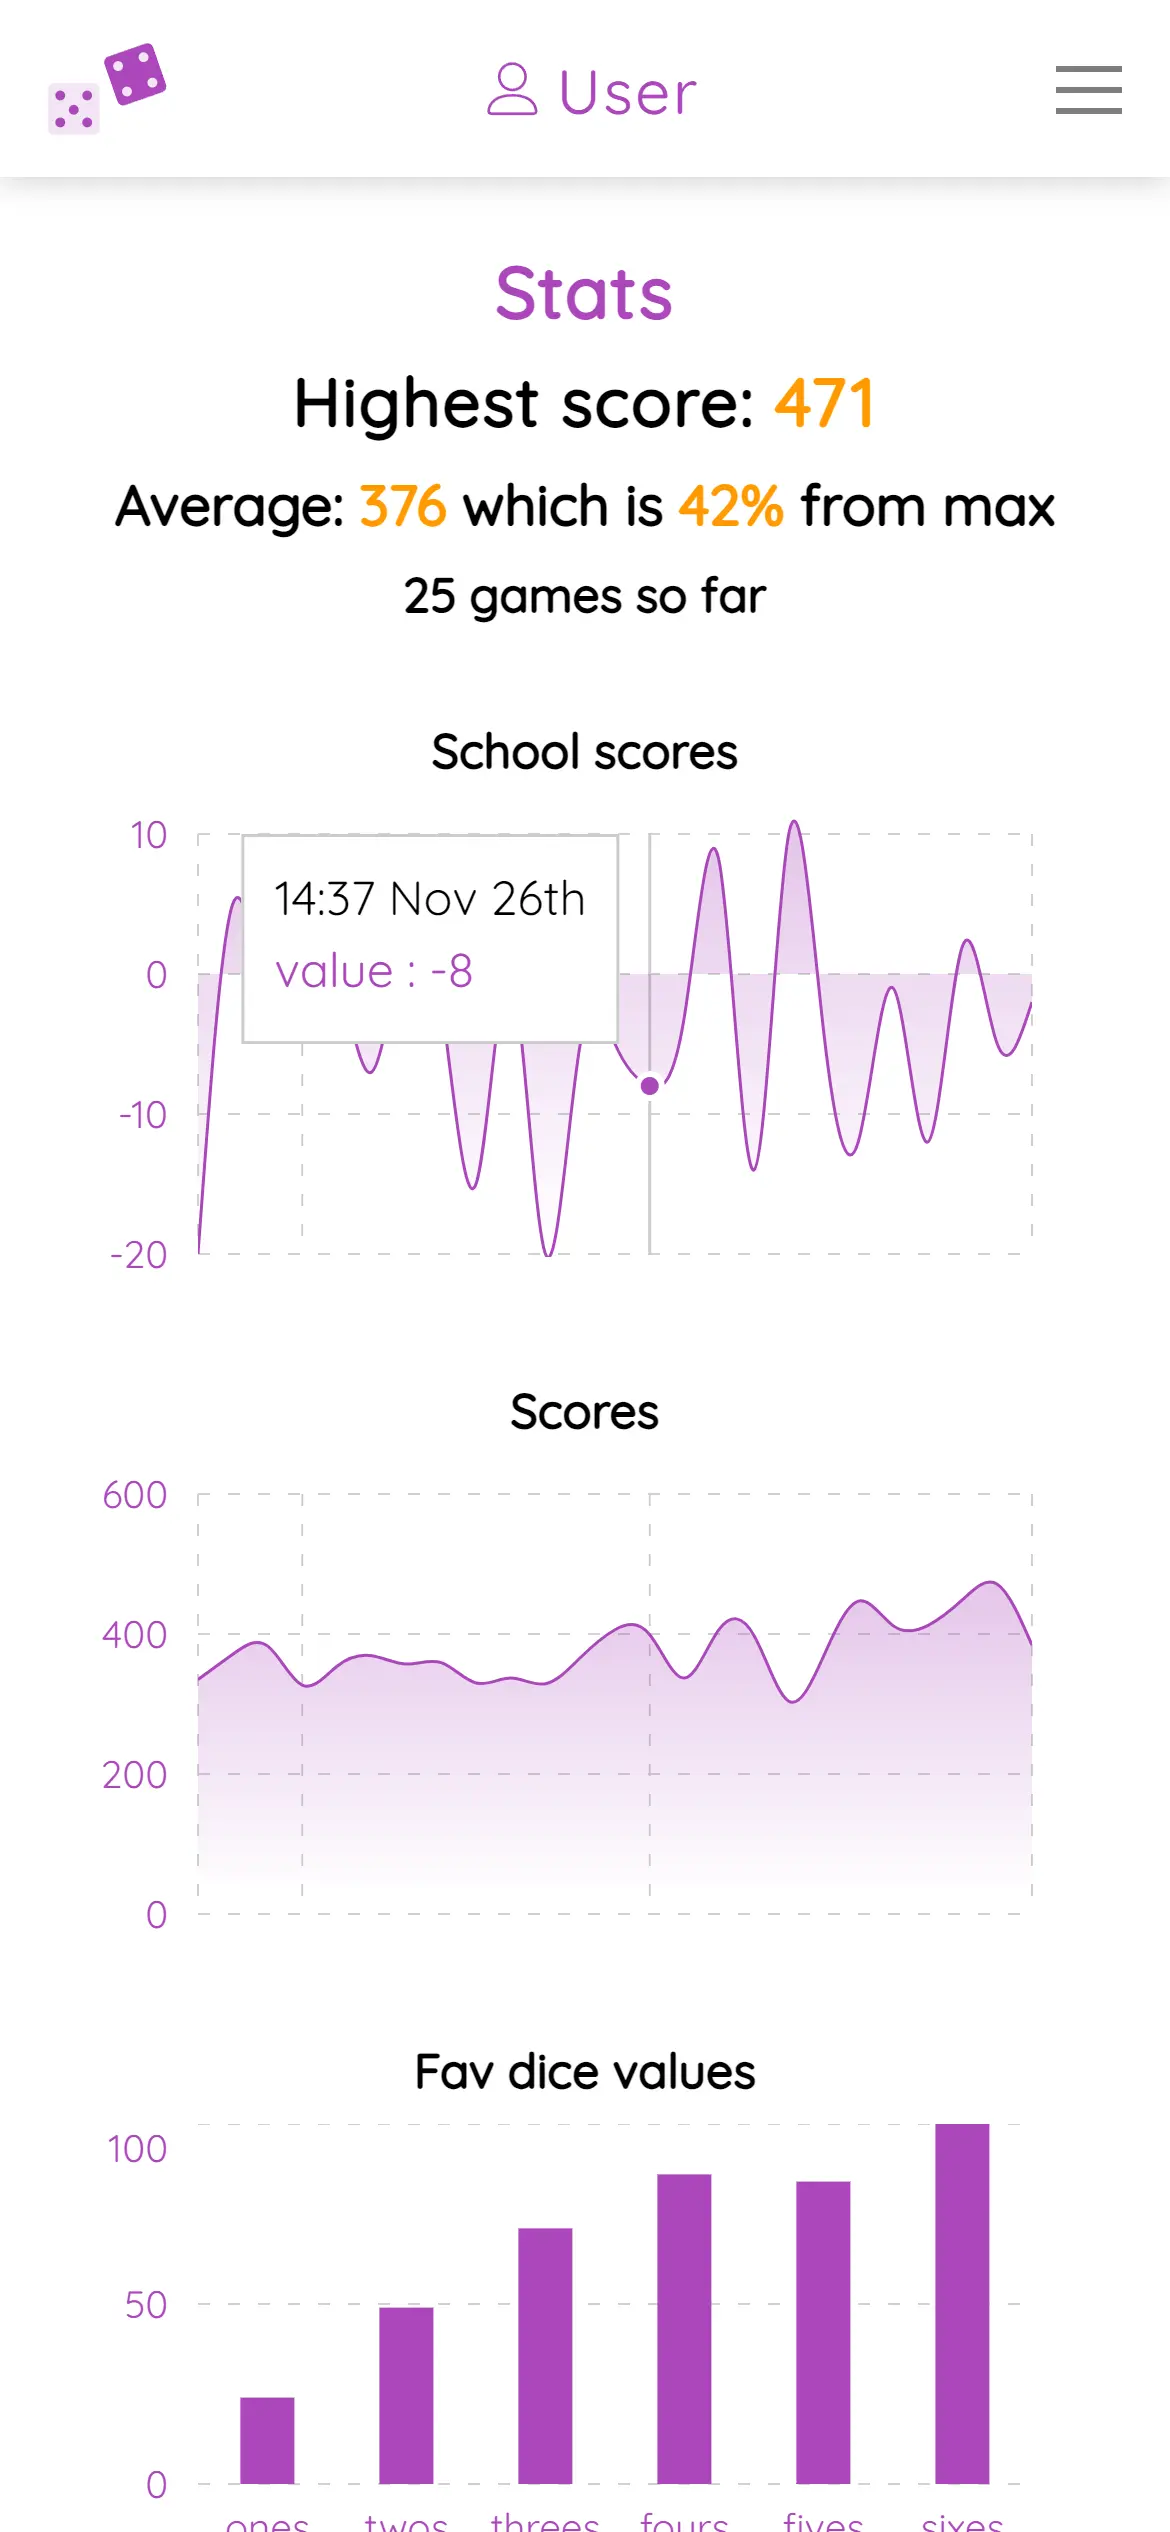 User
Stats
Highest score: 471
Average: 376 which is 42% from max
25 games so far
School scores
10
14:37 Nov 26th
value : -8
0
-10
-20
Scores
600
400
200
0
Fav dice values
100
50
0
ones twos threes fours fives sixes